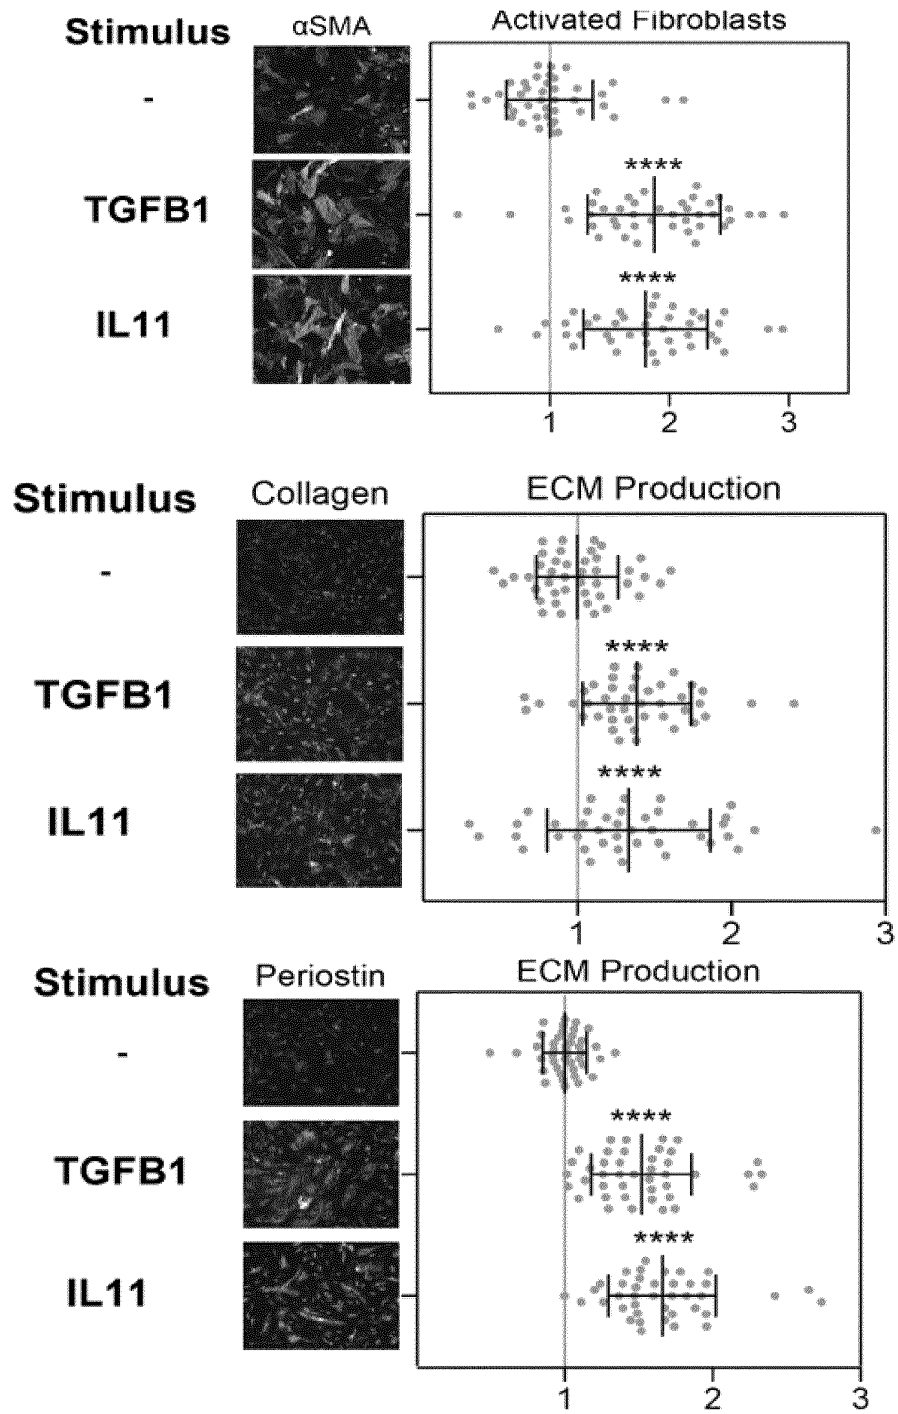 Stimulus αSMA Activated Fibroblasts
-
****
TGFB1
****
IL11
1 2 3
Stimulus Collagen ECM Production
-
****
TGFB1
****
IL11
1 2 3
Stimulus Periostin ECM Production
-
****
TGFB1
****
IL11
1 2 3